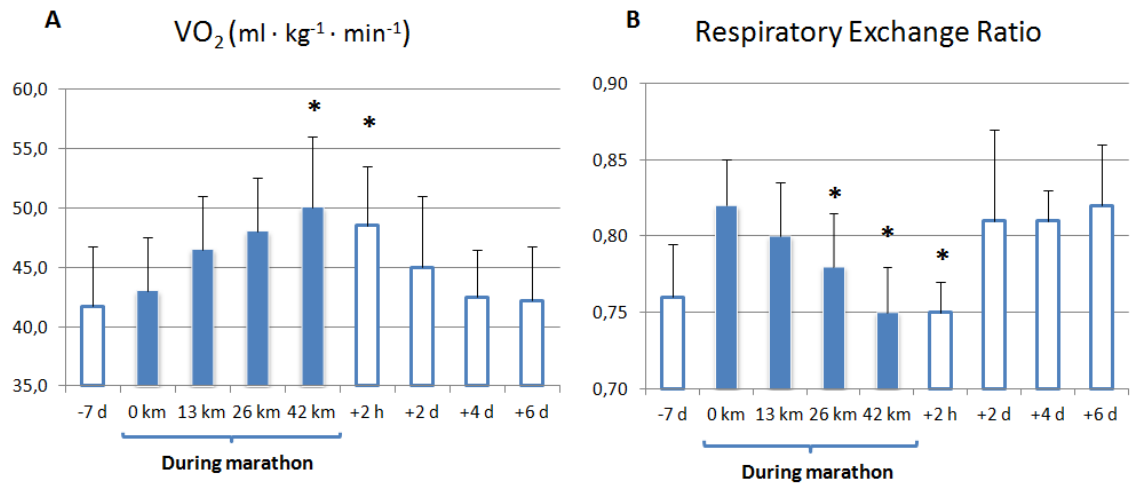 A
VO₂ (ml · kg⁻¹ · min⁻¹)
60,0
55,0
50,0
45,0
40,0
35,0
* *
-7 d 0 km 13 km 26 km 42 km +2 h +2 d +4 d +6 d
During marathon
B
Respiratory Exchange Ratio
0,90
0,85
0,80
0,75
0,70
* * *
-7 d 0 km 13 km 26 km 42 km +2 h +2 d +4 d +6 d
During marathon